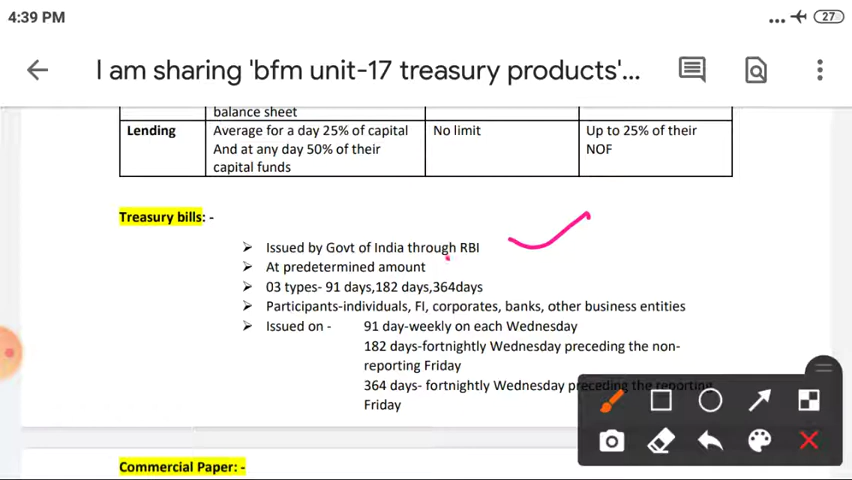 4:39 PM
27
I am sharing 'bfm unit-17 treasury products'...
balance sheet
Lending
Average for a day 25% of capital
And at any day 50% of their
capital funds
No limit
Up to 25% of their
NOF
Treasury bills: -
➢ Issued by Govt of India through RBI
➢ At predetermined amount
➢ 03 types- 91 days,182 days,364days
➢ Participants-individuals, FI, corporates, banks, other business entities
➢ Issued on - 91 day-weekly on each Wednesday
182 days-fortnightly Wednesday preceding the non-
reporting Friday
364 days- fortnightly Wednesday preceding the reporting
Friday
Commercial Paper: -